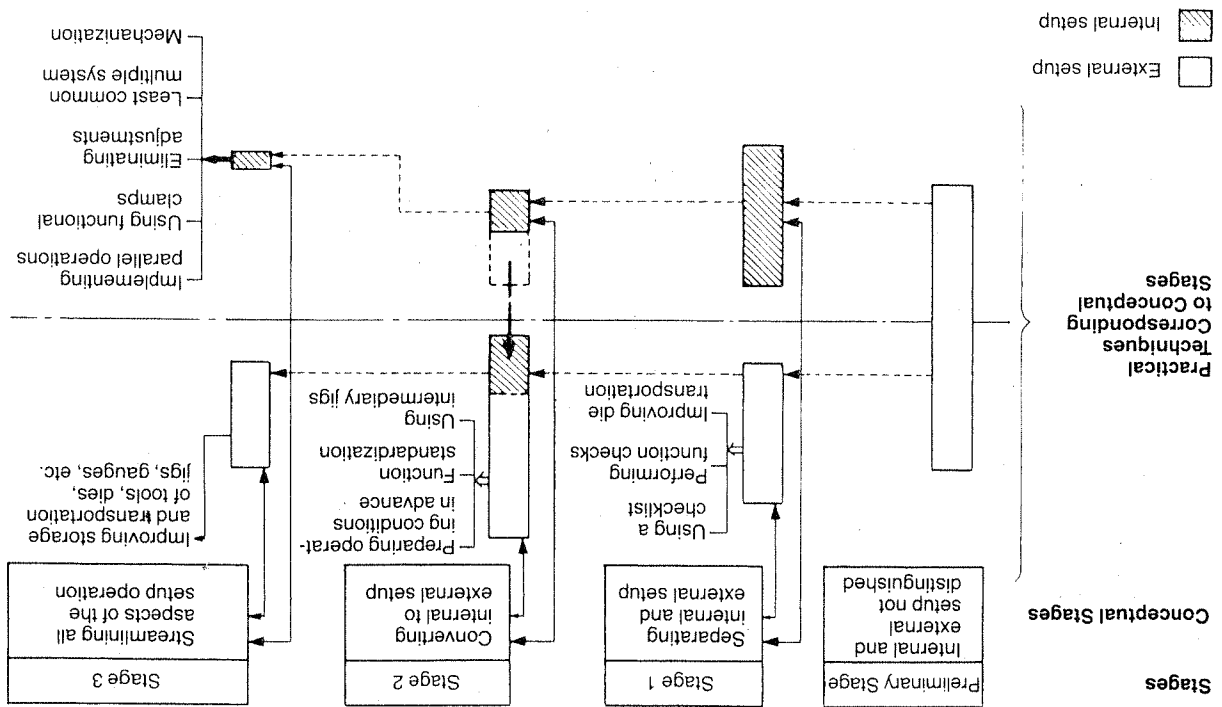 Stages
Preliminary Stage
Stage 1
Stage 2
Stage 3
Conceptual Stages
Internal and
external
setup not
distinguished
Separating
internal and
external setup
Converting
internal to
external setup
Streamlining all
aspects of the
setup operation
Practical
Techniques
Corresponding
to Conceptual
Stages
Using a
checklist
Performing
function checks
Improving die
transportation
Preparing operat-
ing conditions
in advance
Function
standardization
Using
intermediary jigs
Improving storage
and transportation
of tools, dies,
jigs, gauges, etc.
Implementing
parallel operations
Using functional
clamps
Eliminating
adjustments
Least common
multiple system
Mechanization
External setup
Internal setup